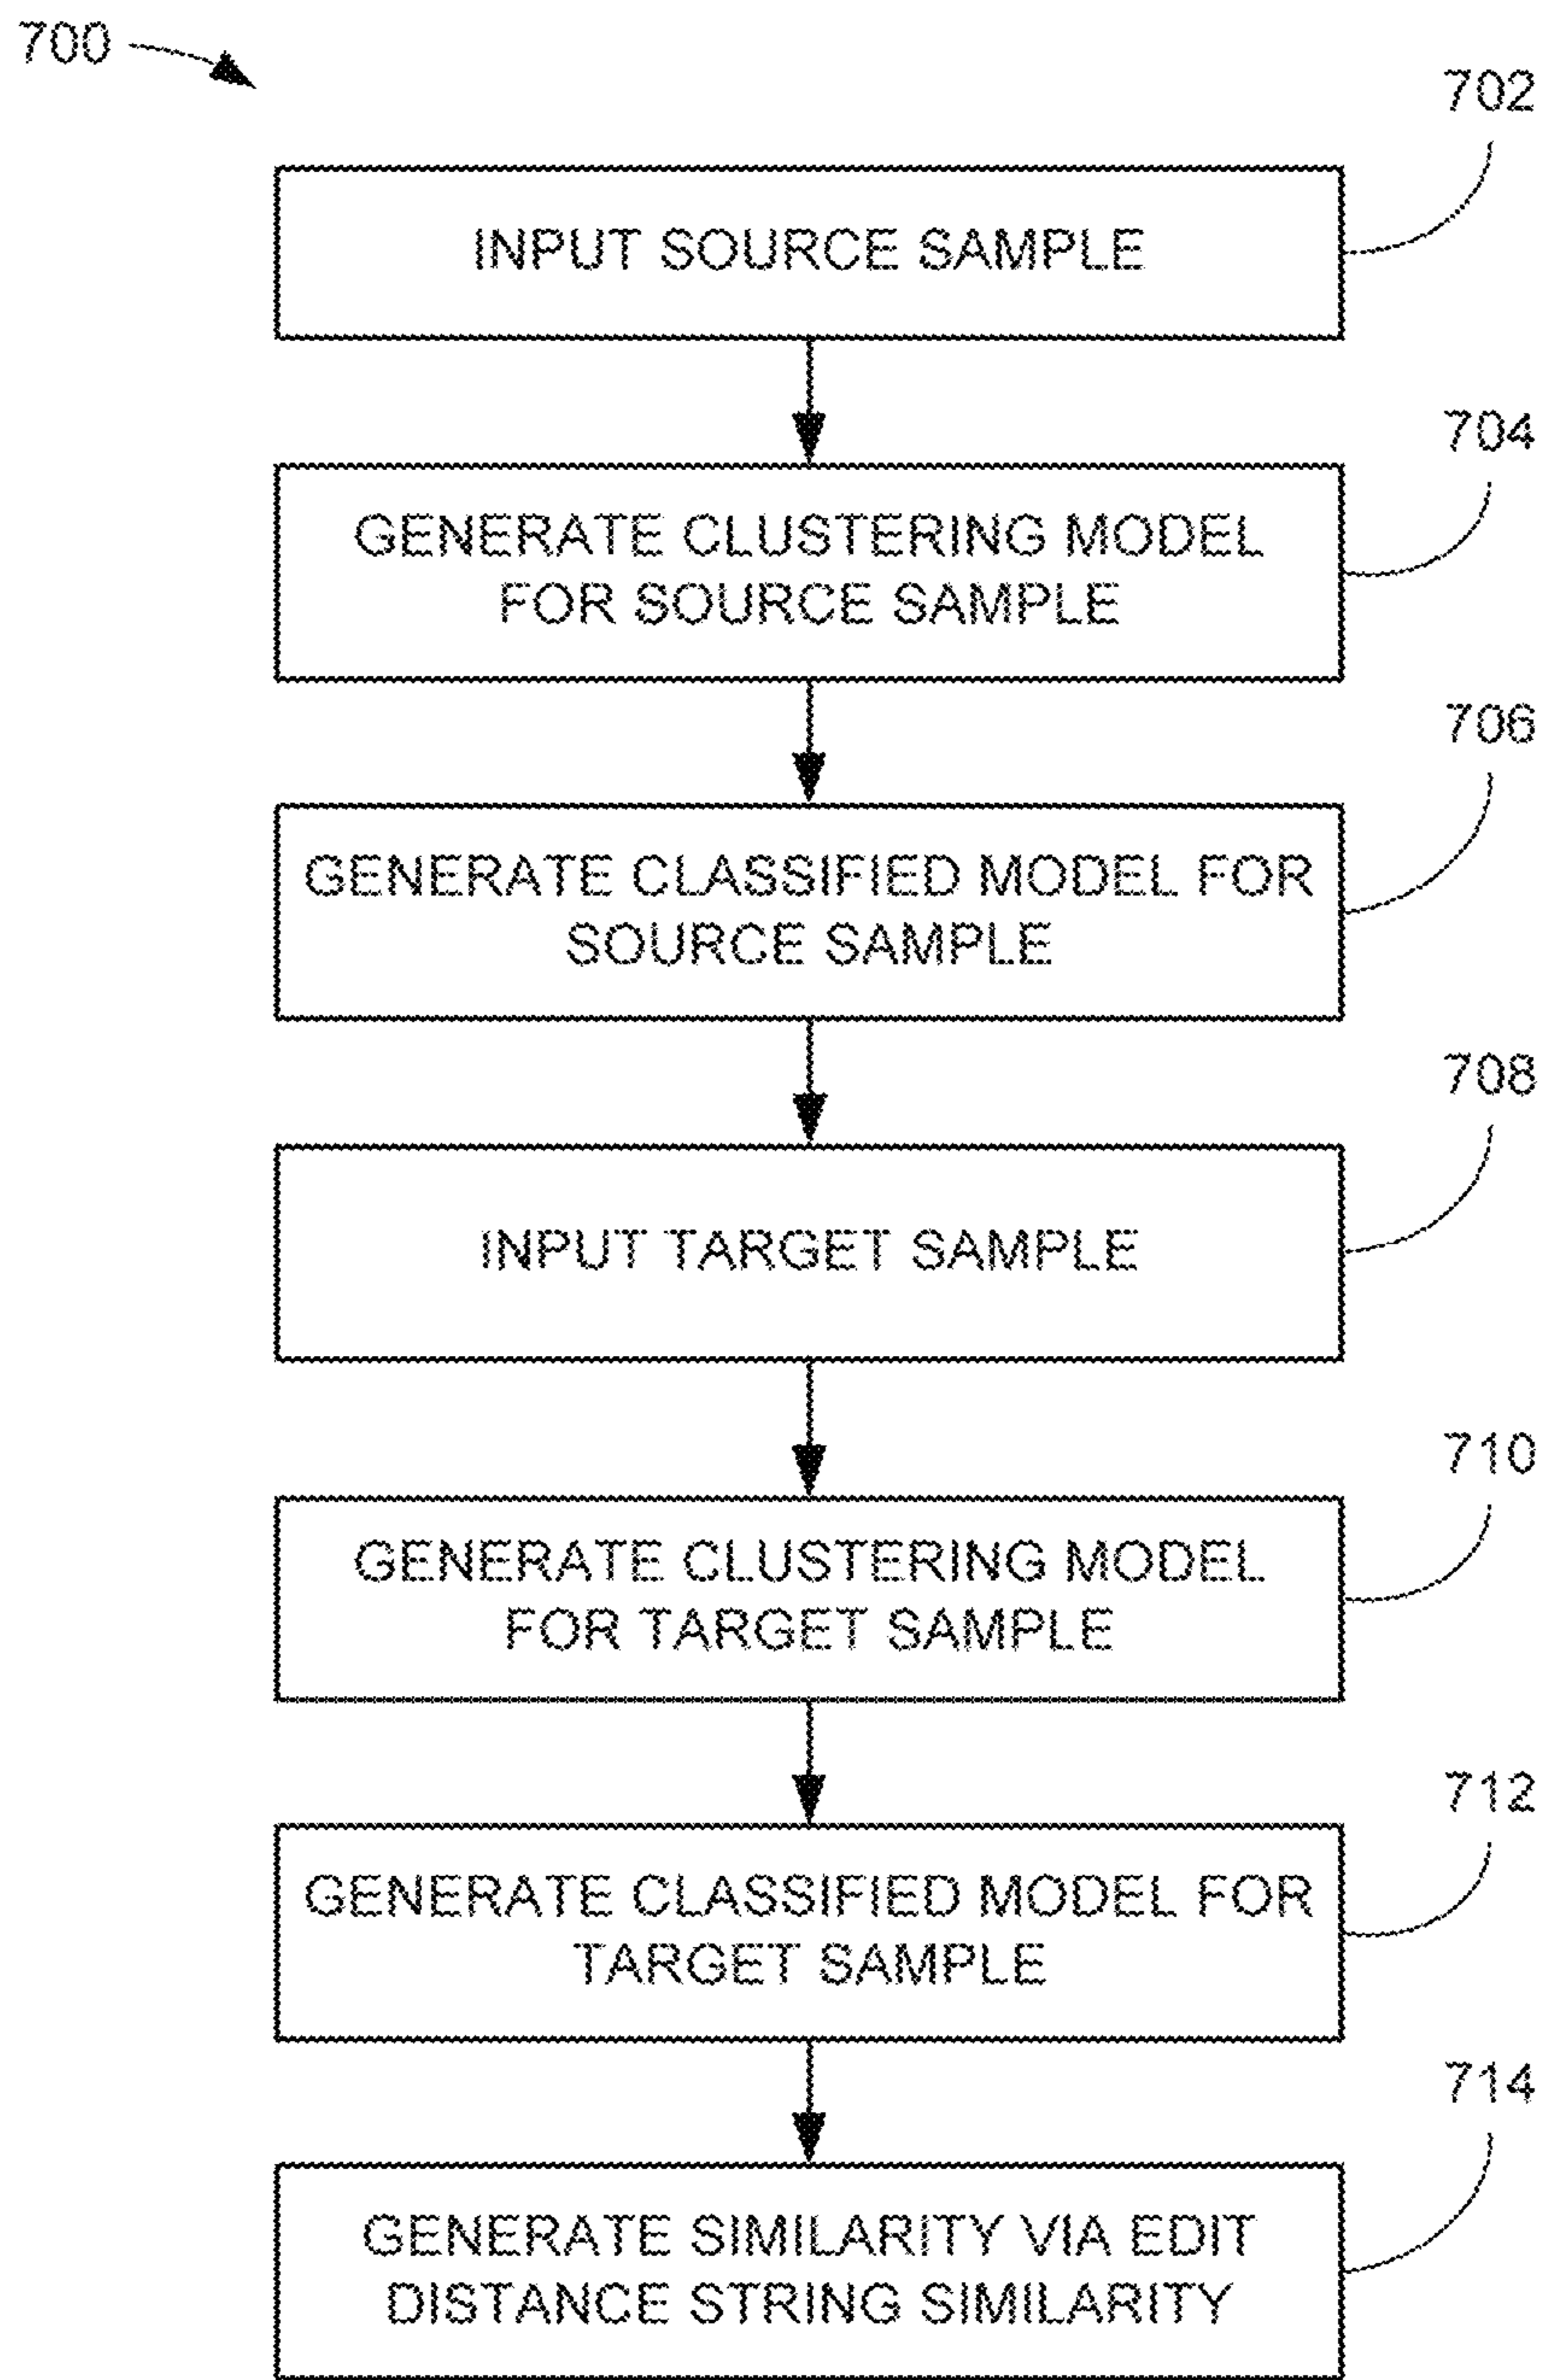 700
702
INPUT SOURCE SAMPLE
704
GENERATE CLUSTERING MODEL
FOR SOURCE SAMPLE
706
GENERATE CLASSIFIED MODEL FOR
SOURCE SAMPLE
708
INPUT TARGET SAMPLE
710
GENERATE CLUSTERING MODEL
FOR TARGET SAMPLE
712
GENERATE CLASSIFIED MODEL FOR
TARGET SAMPLE
714
GENERATE SIMILARITY VIA EDIT
DISTANCE STRING SIMILARITY